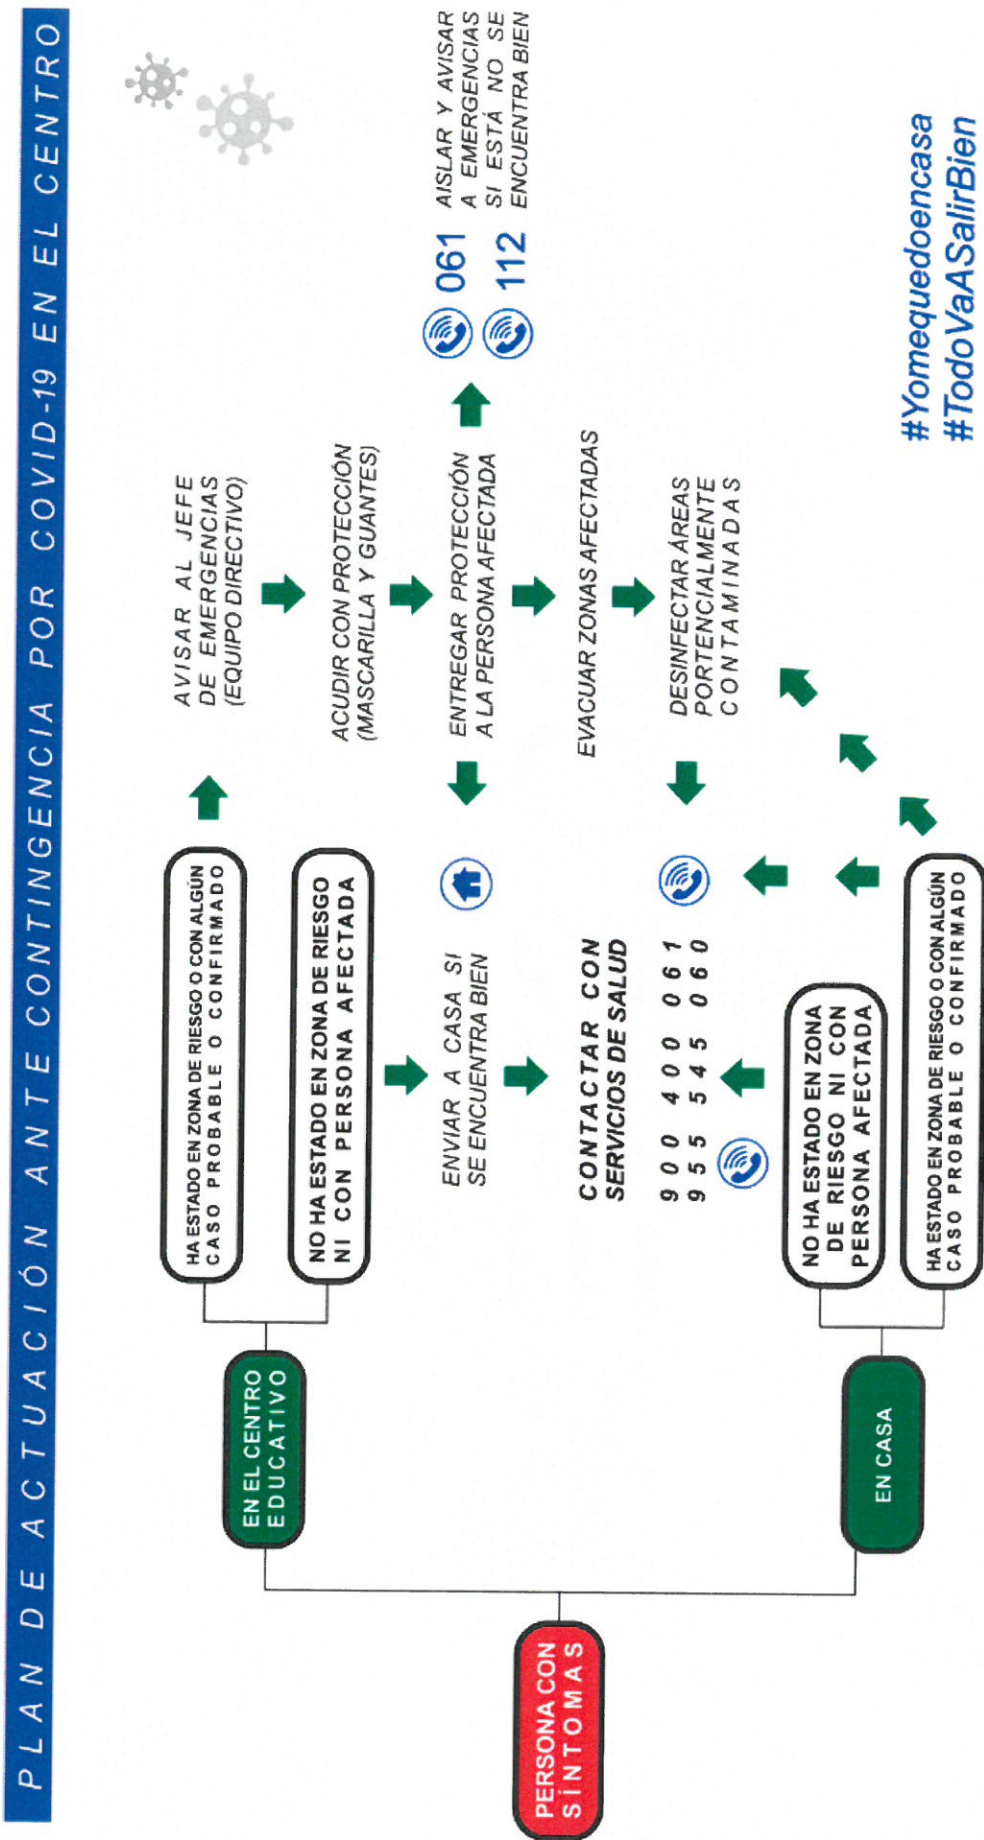 PLAN DE ACTUACIÓN ANTE CONTINGENCIA POR COVID-19 EN EL CENTRO
PERSONA CON
SÍNTOMAS
EN EL CENTRO
EDUCATIVO
HA ESTADO EN ZONA DE RIESGO O CON ALGÚN
CASO PROBABLE O CONFIRMADO
NO HA ESTADO EN ZONA DE RIESGO
NI CON PERSONA AFECTADA
AVISAR AL JEFE
DE EMERGENCIAS
(EQUIPO DIRECTIVO)
ACUDIR CON PROTECCIÓN
(MASCARILLA Y GUANTES)
ENTREGAR PROTECCIÓN
A LA PERSONA AFECTADA
061
112
AISLAR Y AVISAR
A EMERGENCIAS
SI ESTÁ NO SE
ENCUENTRA BIEN
EVACUAR ZONAS AFECTADAS
DESINFECTAR ÁREAS
PORTENCIALMENTE
CONTAMINADAS
ENVIAR A CASA SI
SE ENCUENTRA BIEN
CONTACTAR CON
SERVICIOS DE SALUD
900 400 061
955 545 060
EN CASA
NO HA ESTADO EN ZONA
DE RIESGO NI CON
PERSONA AFECTADA
HA ESTADO EN ZONA DE RIESGO O CON ALGÚN
CASO PROBABLE O CONFIRMADO
#Yomequedoencasa
#TodoVaASalirBien